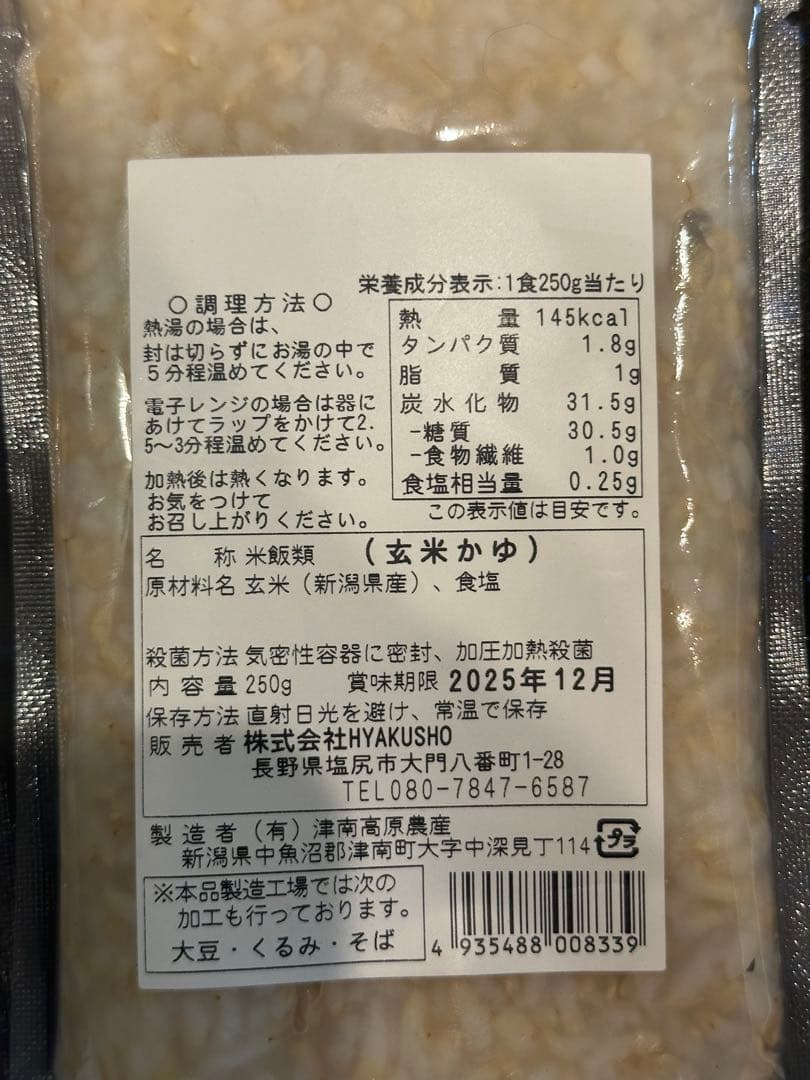 栄養成分表示:1食250g当たり
〇調理方法〇
熱湯の場合は、
封は切らずにお湯の中で
5分程温めてください。
電子レンジの場合は器に
あけてラップをかけて2.
5〜3分程温めてください。
加熱後は熱くなります。
お気をつけて
お召し上がりください。
熱 量 145kcal
タンパク質 1.8g
脂 質 1g
炭水化物 31.5g
-糖質 30.5g
-食物繊維 1.0g
食塩相当量 0.25g
この表示値は目安です。
名 称 米飯類 (玄米かゆ)
原材料名 玄米(新潟県産)、食塩
殺菌方法 気密性容器に密封、加圧加熱殺菌
内容量 250g 賞味期限 2025年12月
保存方法 直射日光を避け、常温で保存
販売者 株式会社HYAKUSHO
長野県塩尻市大門八番町1-28
TEL080-7847-6587
製造者 (有)津南高原農産
新潟県中魚沼郡津南町大字中深見丁114
プラ
※本品製造工場では次の
加工も行っております。
大豆・くるみ・そば
4 935488 008339